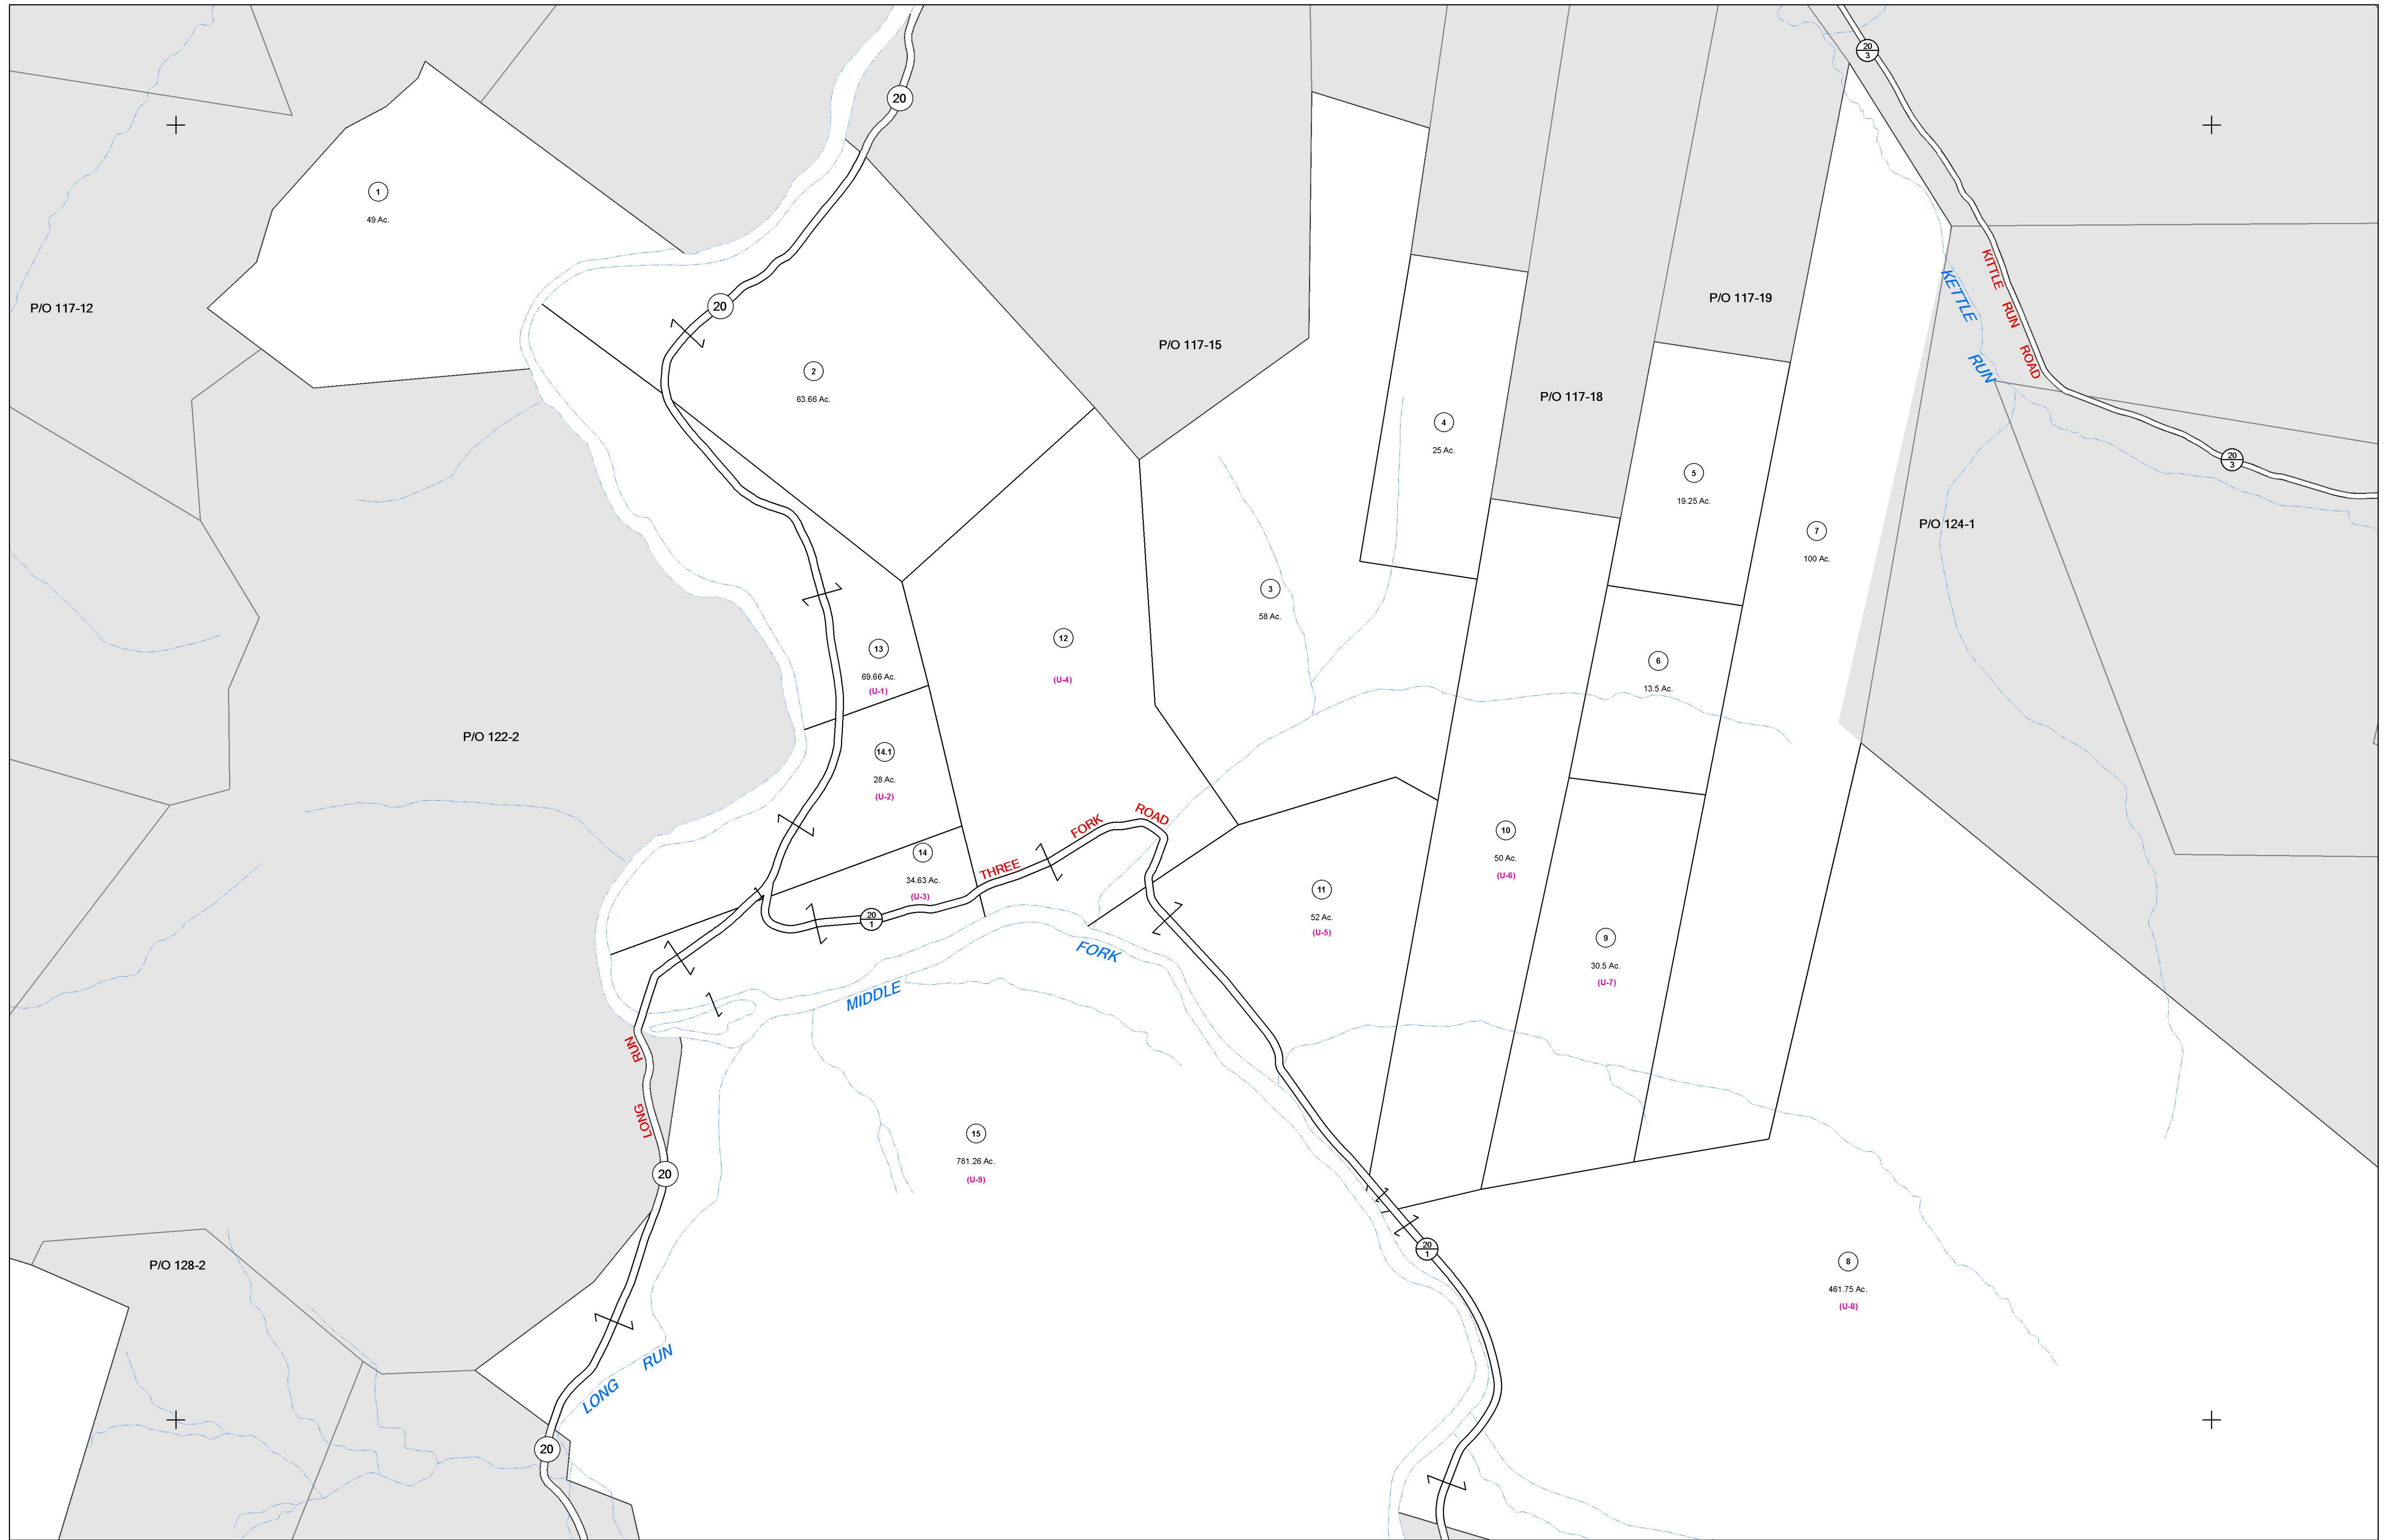 20
3
20
1
49 Ac.
P/O 117-12
20
P/O 117-19
KITTLE RUN ROAD
KETTLE RUN
P/O 117-15
2
63.66 Ac.
P/O 117-18
4
25 Ac.
20
3
5
19.25 Ac.
P/O 124-1
7
100 Ac.
3
58 Ac.
12
(U-4)
13
69.66 Ac.
(U-1)
6
13.5 Ac.
P/O 122-2
14.1
28 Ac.
(U-2)
THREE FORK ROAD
10
50 Ac.
(U-6)
14
34.63 Ac.
(U-3)
20
1
11
52 Ac.
(U-5)
9
30.5 Ac.
(U-7)
MIDDLE FORK
LONG RUN
15
781.26 Ac.
(U-9)
20
20
1
8
461.75 Ac.
(U-8)
P/O 128-2
LONG RUN
20